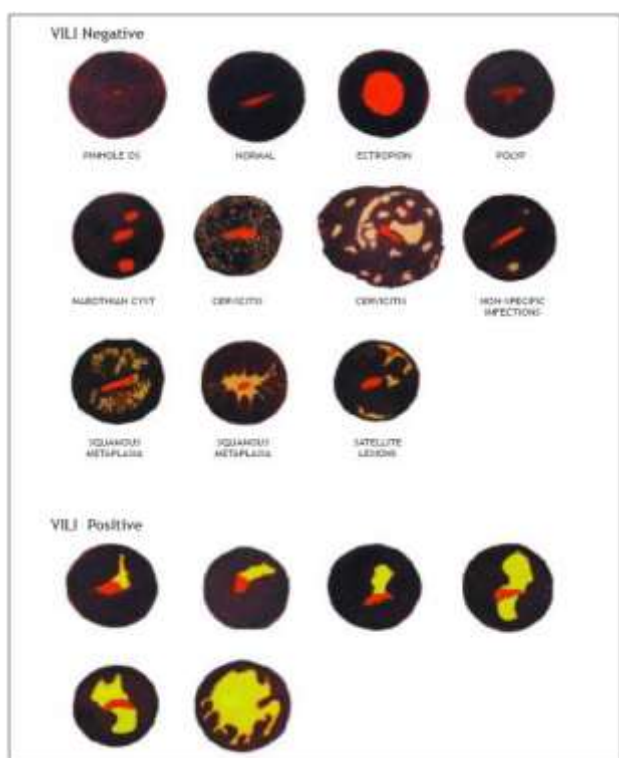 VILI Negative
PINHOLE OS
NORMAL
ECTROPION
POLYP
NABOTHIAN CYST
CERVICITIS
CERVICITIS
NON-SPECIFIC
INFECTIONS
SQUAMOUS
METAPLASIA
SQUAMOUS
METAPLASIA
SATELLITE
LESIONS
VILI Positive